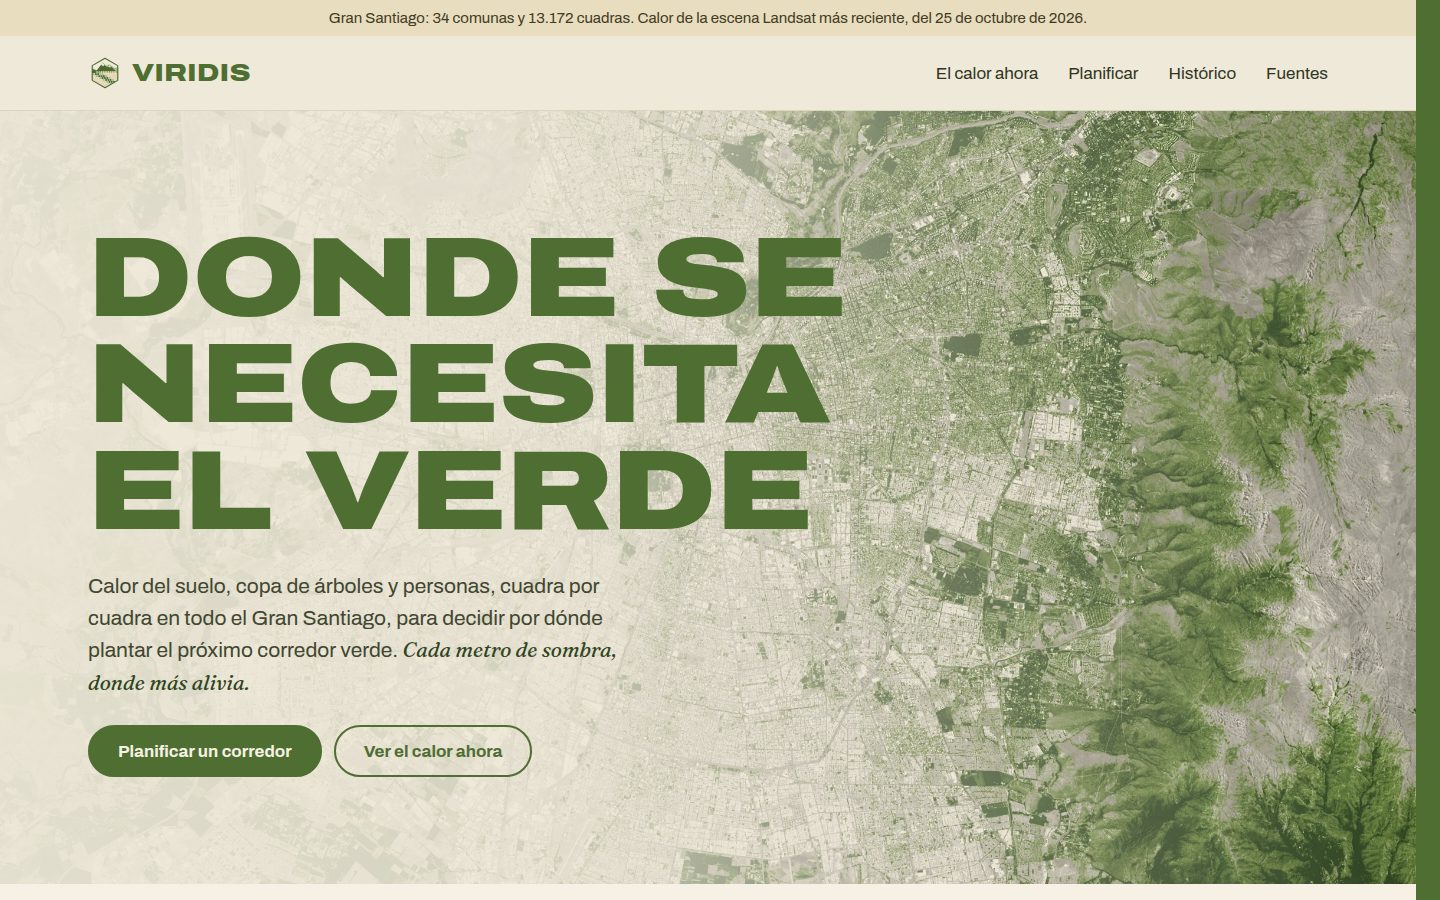 Gran Santiago: 34 comunas y 13.172 cuadras. Calor de la escena Landsat más reciente, del 25 de octubre de 2026.
VIRIDIS
El calor ahora
Planificar
Histórico
Fuentes
DONDE SE
NECESITA
EL VERDE
Calor del suelo, copa de árboles y personas, cuadra por
cuadra en todo el Gran Santiago, para decidir por dónde
plantar el próximo corredor verde. Cada metro de sombra,
donde más alivia.
Planificar un corredor
Ver el calor ahora